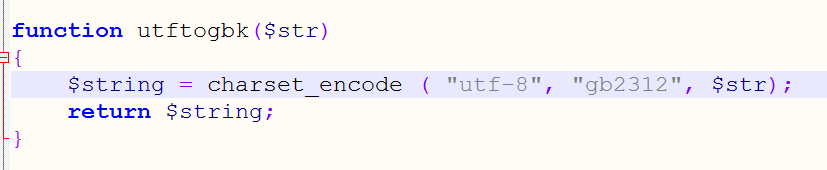 function utftogbk($str)
{
    $string = charset_encode ( "utf-8", "gb2312", $str);
    return $string;
}